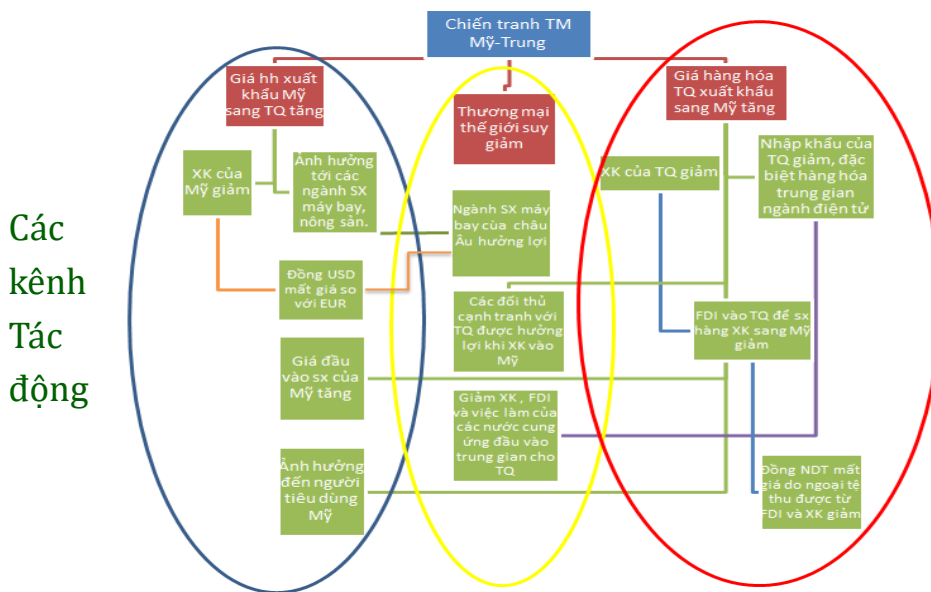 Chiến tranh TM
Mỹ-Trung
Giá hh xuất
khẩu Mỹ
sang TQ tăng
Thương mại
thế giới suy
giảm
Giá hàng hóa
TQ xuất khẩu
sang Mỹ tăng
XK của
Mỹ giảm
Ảnh hưởng
tới các
ngành SX
máy bay,
nông sản.
XK của TQ giảm
Nhập khẩu của
TQ giảm, đặc
biệt hàng hóa
trung gian
ngành điện tử
Ngành SX máy
bay của châu
Âu hưởng lợi
Các
kênh
Tác
động
Đồng USD
mất giá so
với EUR
Các đối thủ
cạnh tranh với
TQ được hưởng
lợi khi XK vào
Mỹ
FDI vào TQ để sx
hàng XK sang Mỹ
giảm
Giá đầu
vào sx của
Mỹ tăng
Giảm XK , FDI
và việc làm của
các nước cung
ứng đầu vào
trung gian cho
TQ
Ảnh hưởng
đến người
tiêu dùng
Mỹ
Đồng NDT mất
giá do ngoại tệ
thu được từ
FDI và XK giảm